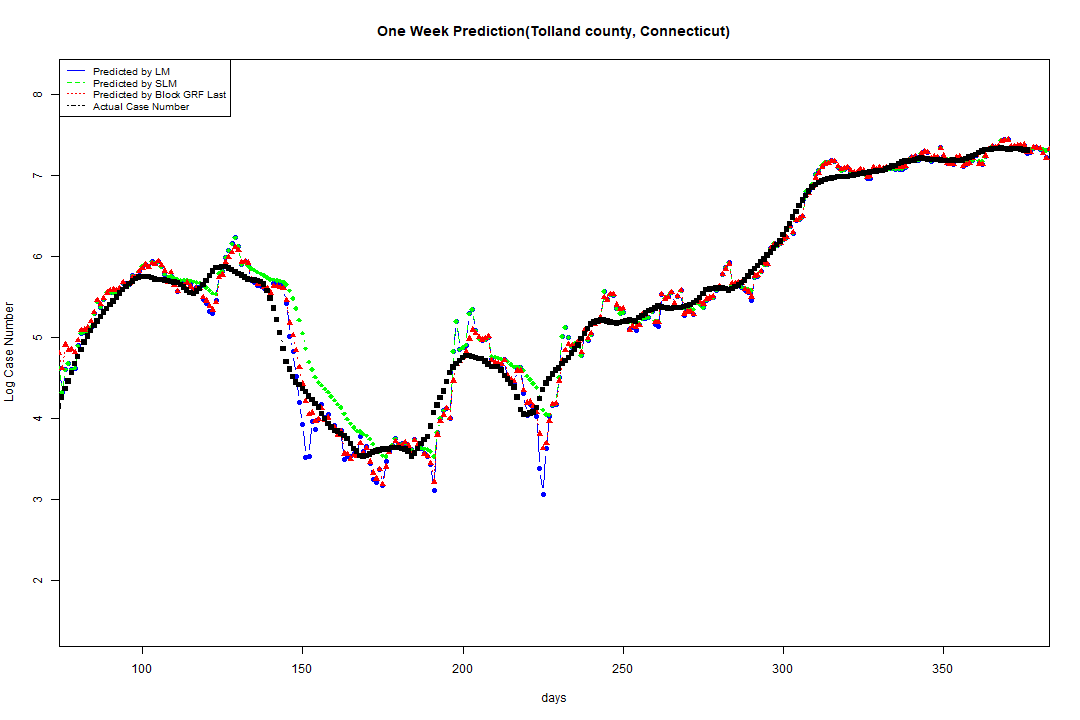 One Week Prediction(Tolland county, Connecticut)
Predicted by LM
Predicted by SLM
Predicted by Block GRF Last
Actual Case Number
Log Case Number
8
7
6
5
4
3
2
100 150 200 250 300 350
days